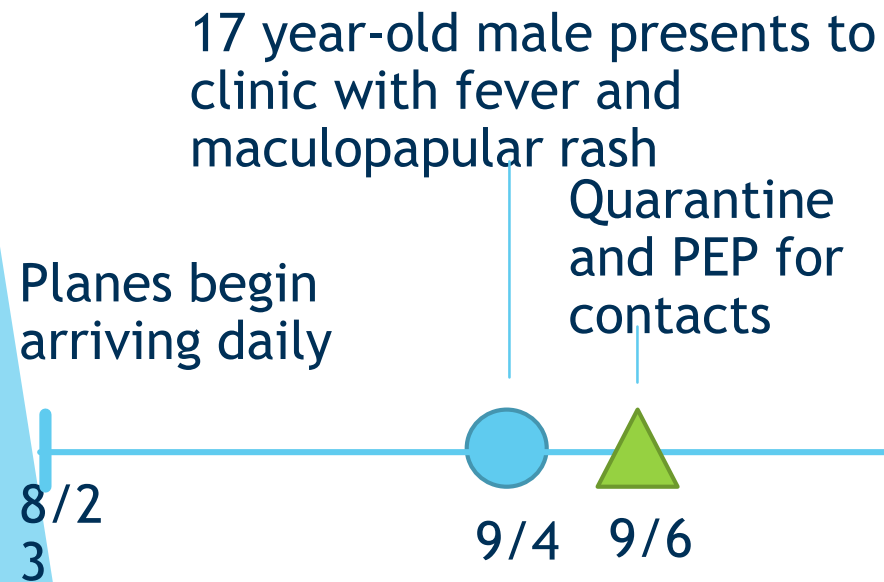 17 year-old male presents to
clinic with fever and
maculopapular rash
Quarantine
and PEP for
contacts
Planes begin
arriving daily
8/2
3
9/4
9/6